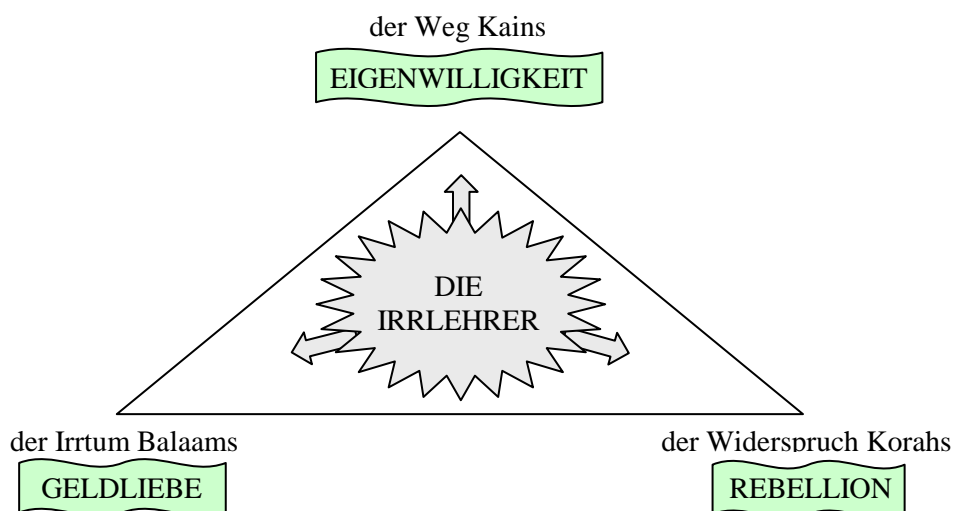 der Weg Kains
EIGENWILLIGKEIT
DIE
IRRLEHRER
der Irrtum Balaams
der Widerspruch Korahs
GELDLIEBE
REBELLION